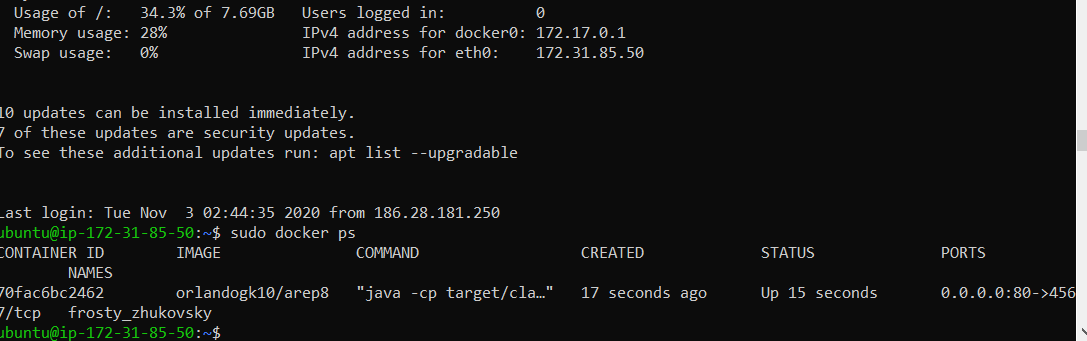 Usage of /:   34.3% of 7.69GB   Users logged in:          0
Memory usage: 28%               IPv4 address for docker0: 172.17.0.1
Swap usage:   0%                IPv4 address for eth0:    172.31.85.50
10 updates can be installed immediately.
7 of these updates are security updates.
To see these additional updates run: apt list --upgradable
Last login: Tue Nov  3 02:44:35 2020 from 186.28.181.250
ubuntu@ip-172-31-85-50:~$ sudo docker ps
CONTAINER ID        IMAGE               COMMAND                  CREATED             STATUS              PORTS
NAMES
70fac6bc2462        orlandogk10/arep8   "java -cp target/cla…"   17 seconds ago      Up 15 seconds       0.0.0.0:80->456
7/tcp   frosty_zhukovsky
ubuntu@ip-172-31-85-50:~$